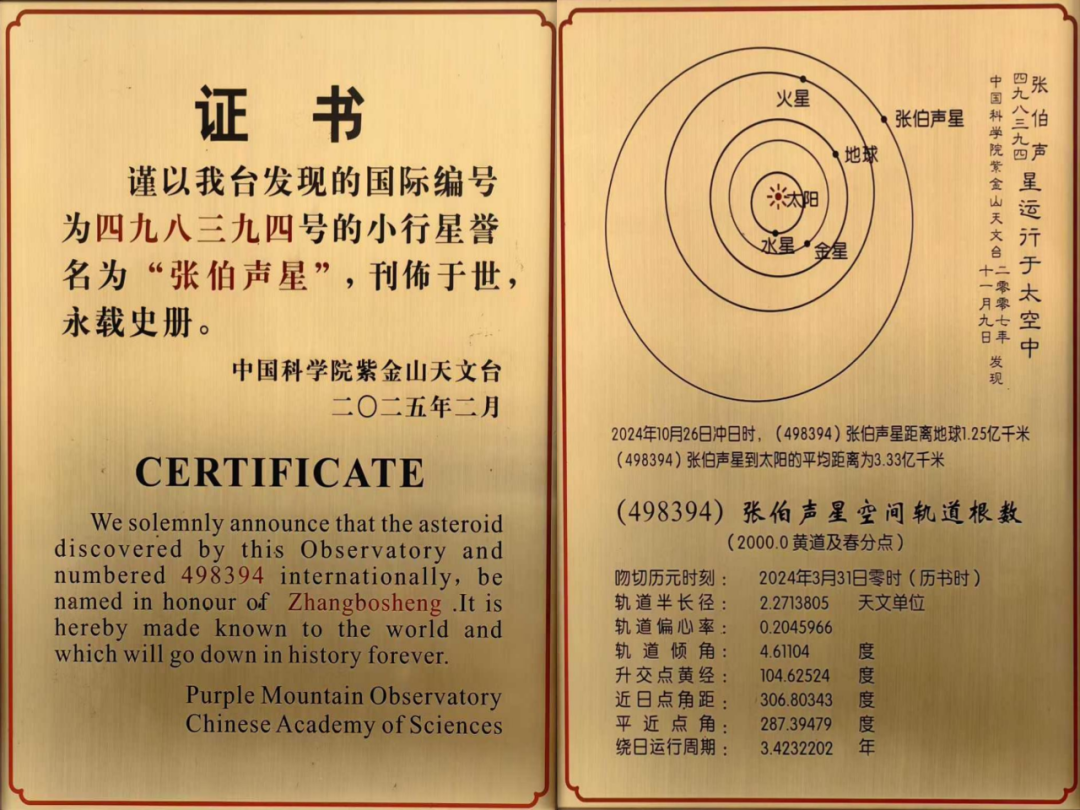 证 书
谨以我台发现的国际编号
为四九八三九四号的小行星誉
名为“张伯声星”，刊佈于世，
永载史册。
中国科学院紫金山天文台
二〇二五年二月
CERTIFICATE
We solemnly announce that the asteroid
discovered by this Observatory and
numbered 498394 internationally, be
named in honour of Zhangbosheng .It is
hereby made known to the world and
which will go down in history forever.
Purple Mountain Observatory
Chinese Academy of Sciences
火星
张伯声星
地球
太阳
水星
金星
张伯声星运行于太空中
四九八三九四
中国科学院紫金山天文台二零零七年十一月九日 发现
2024年10月26日冲日时，（498394）张伯声星距离地球1.25亿千米
（498394）张伯声星到太阳的平均距离为3.33亿千米
（498394）张伯声星空间轨道根数
（2000.0 黄道及春分点）
吻切历元时刻： 2024年3月31日零时（历书时）
轨道半长径： 2.2713805 天文单位
轨道偏心率： 0.2045966
轨道倾角： 4.61104 度
升交点黄经： 104.62524 度
近日点角距： 306.80343 度
平近点角： 287.39479 度
绕日运行周期： 3.4232202 年